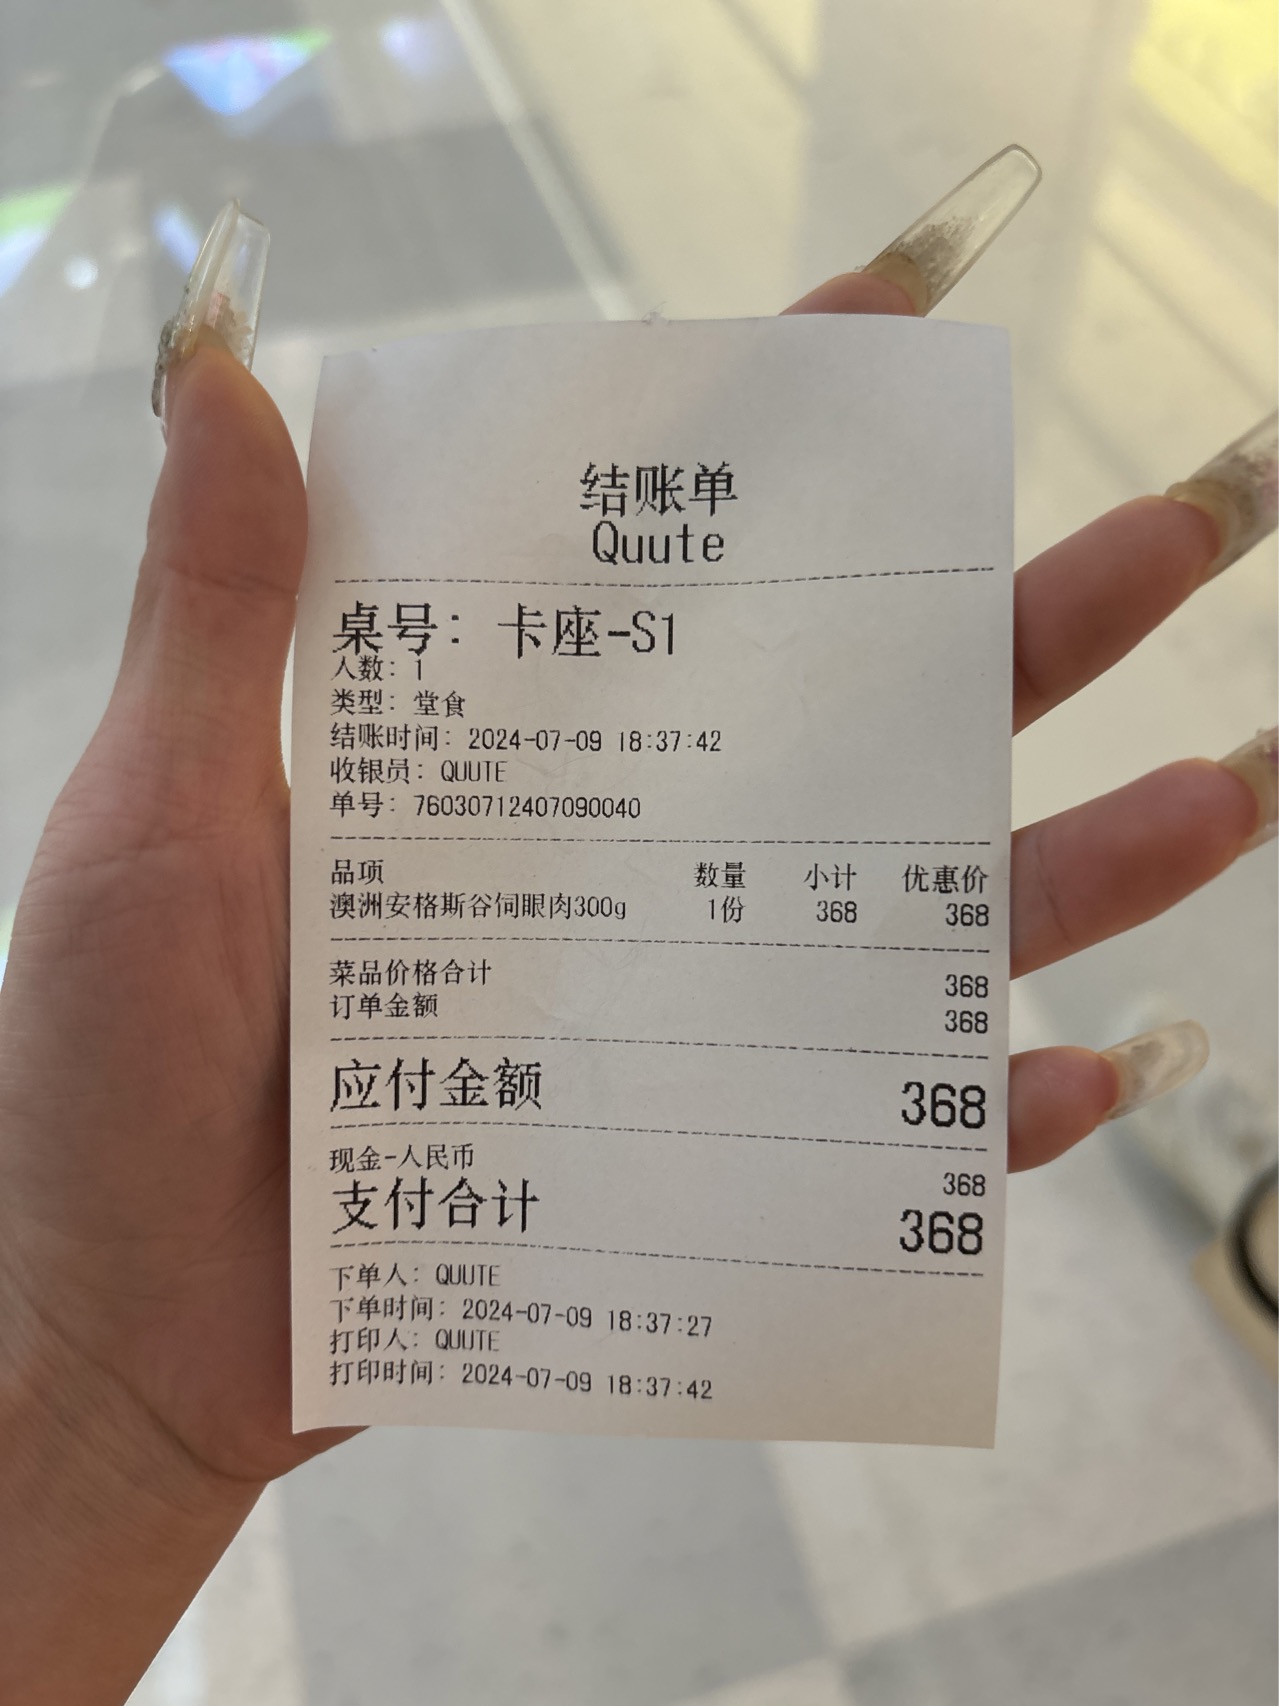 结账单
Quute
桌号：卡座-S1
人数：1
类型：堂食
结账时间：2024-07-09 18:37:42
收银员：QUUTE
单号：76030712407090040
品项 数量 小计 优惠价
澳洲安格斯谷饲眼肉300g 1份 368 368
菜品价格合计 368
订单金额 368
应付金额 368
现金-人民币 368
支付合计 368
下单人：QUUTE
下单时间：2024-07-09 18:37:27
打印人：QUUTE
打印时间：2024-07-09 18:37:42